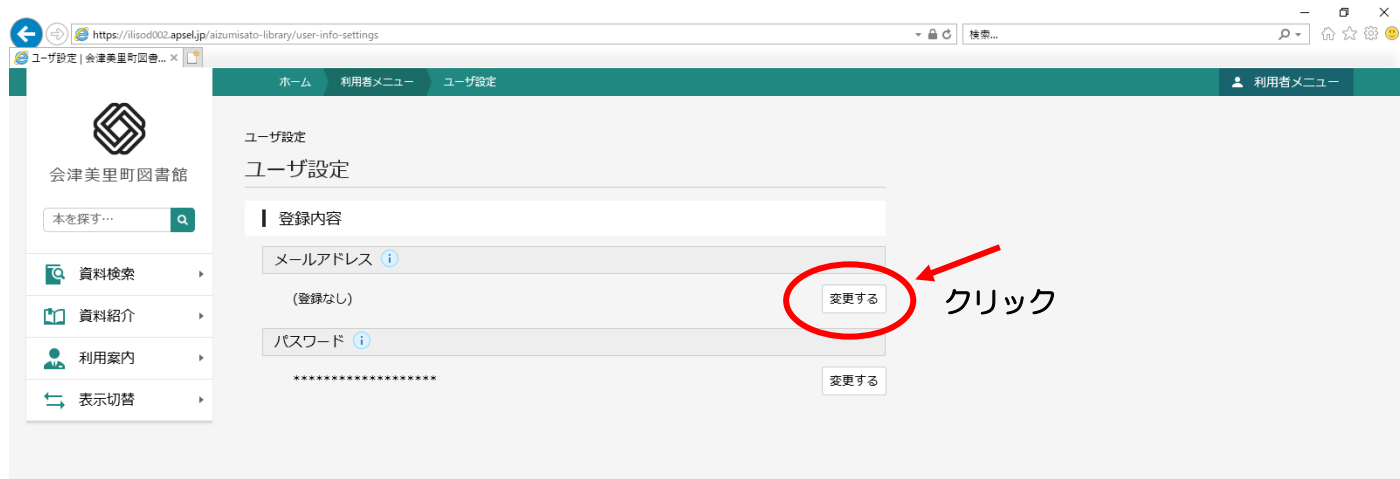 https://ilisod002.apsel.jp/aizumisato-library/user-info-settings
検索...
ユーザ設定 | 会津美里町図書...
ホーム 利用者メニュー ユーザ設定
利用者メニュー
会津美里町図書館
本を探す…
資料検索
資料紹介
利用案内
表示切替
ユーザ設定
ユーザ設定
登録内容
メールアドレス
(登録なし)
変更する
クリック
パスワード
*******************
変更する